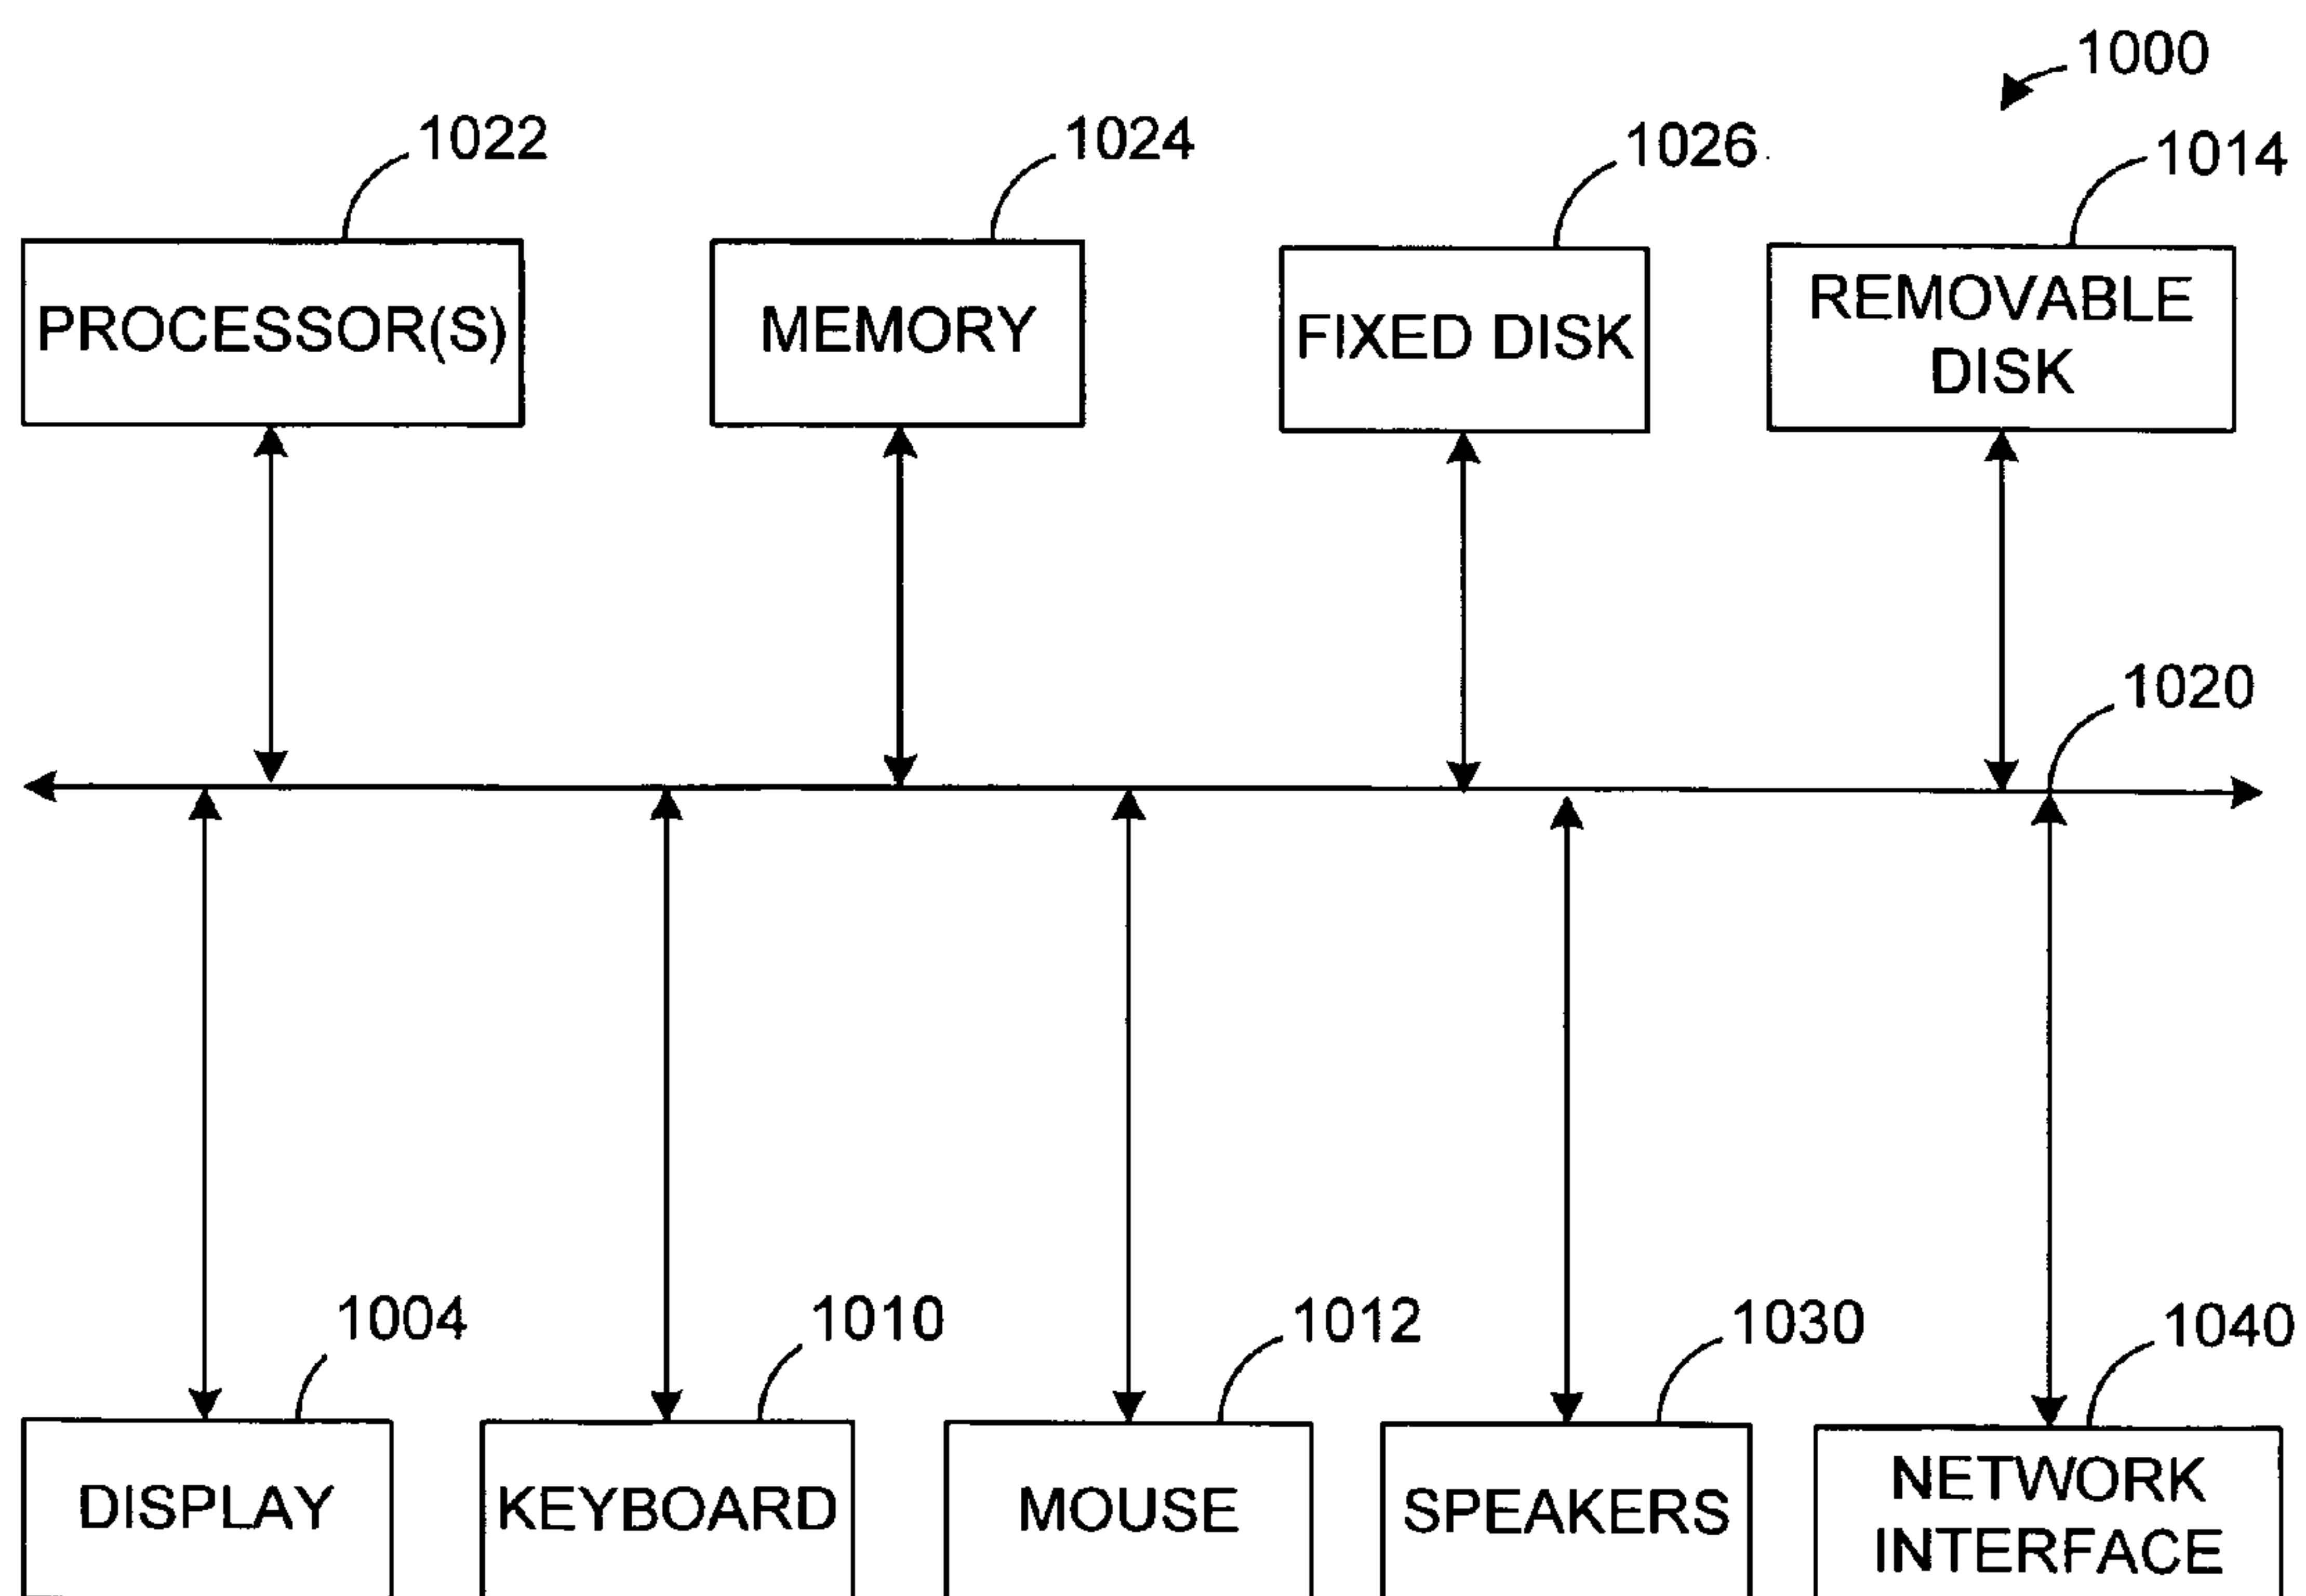 1000
1022
1024
1026
1014
PROCESSOR(S)
MEMORY
FIXED DISK
REMOVABLE
DISK
1020
1004
1010
1012
1030
1040
DISPLAY
KEYBOARD
MOUSE
SPEAKERS
NETWORK
INTERFACE